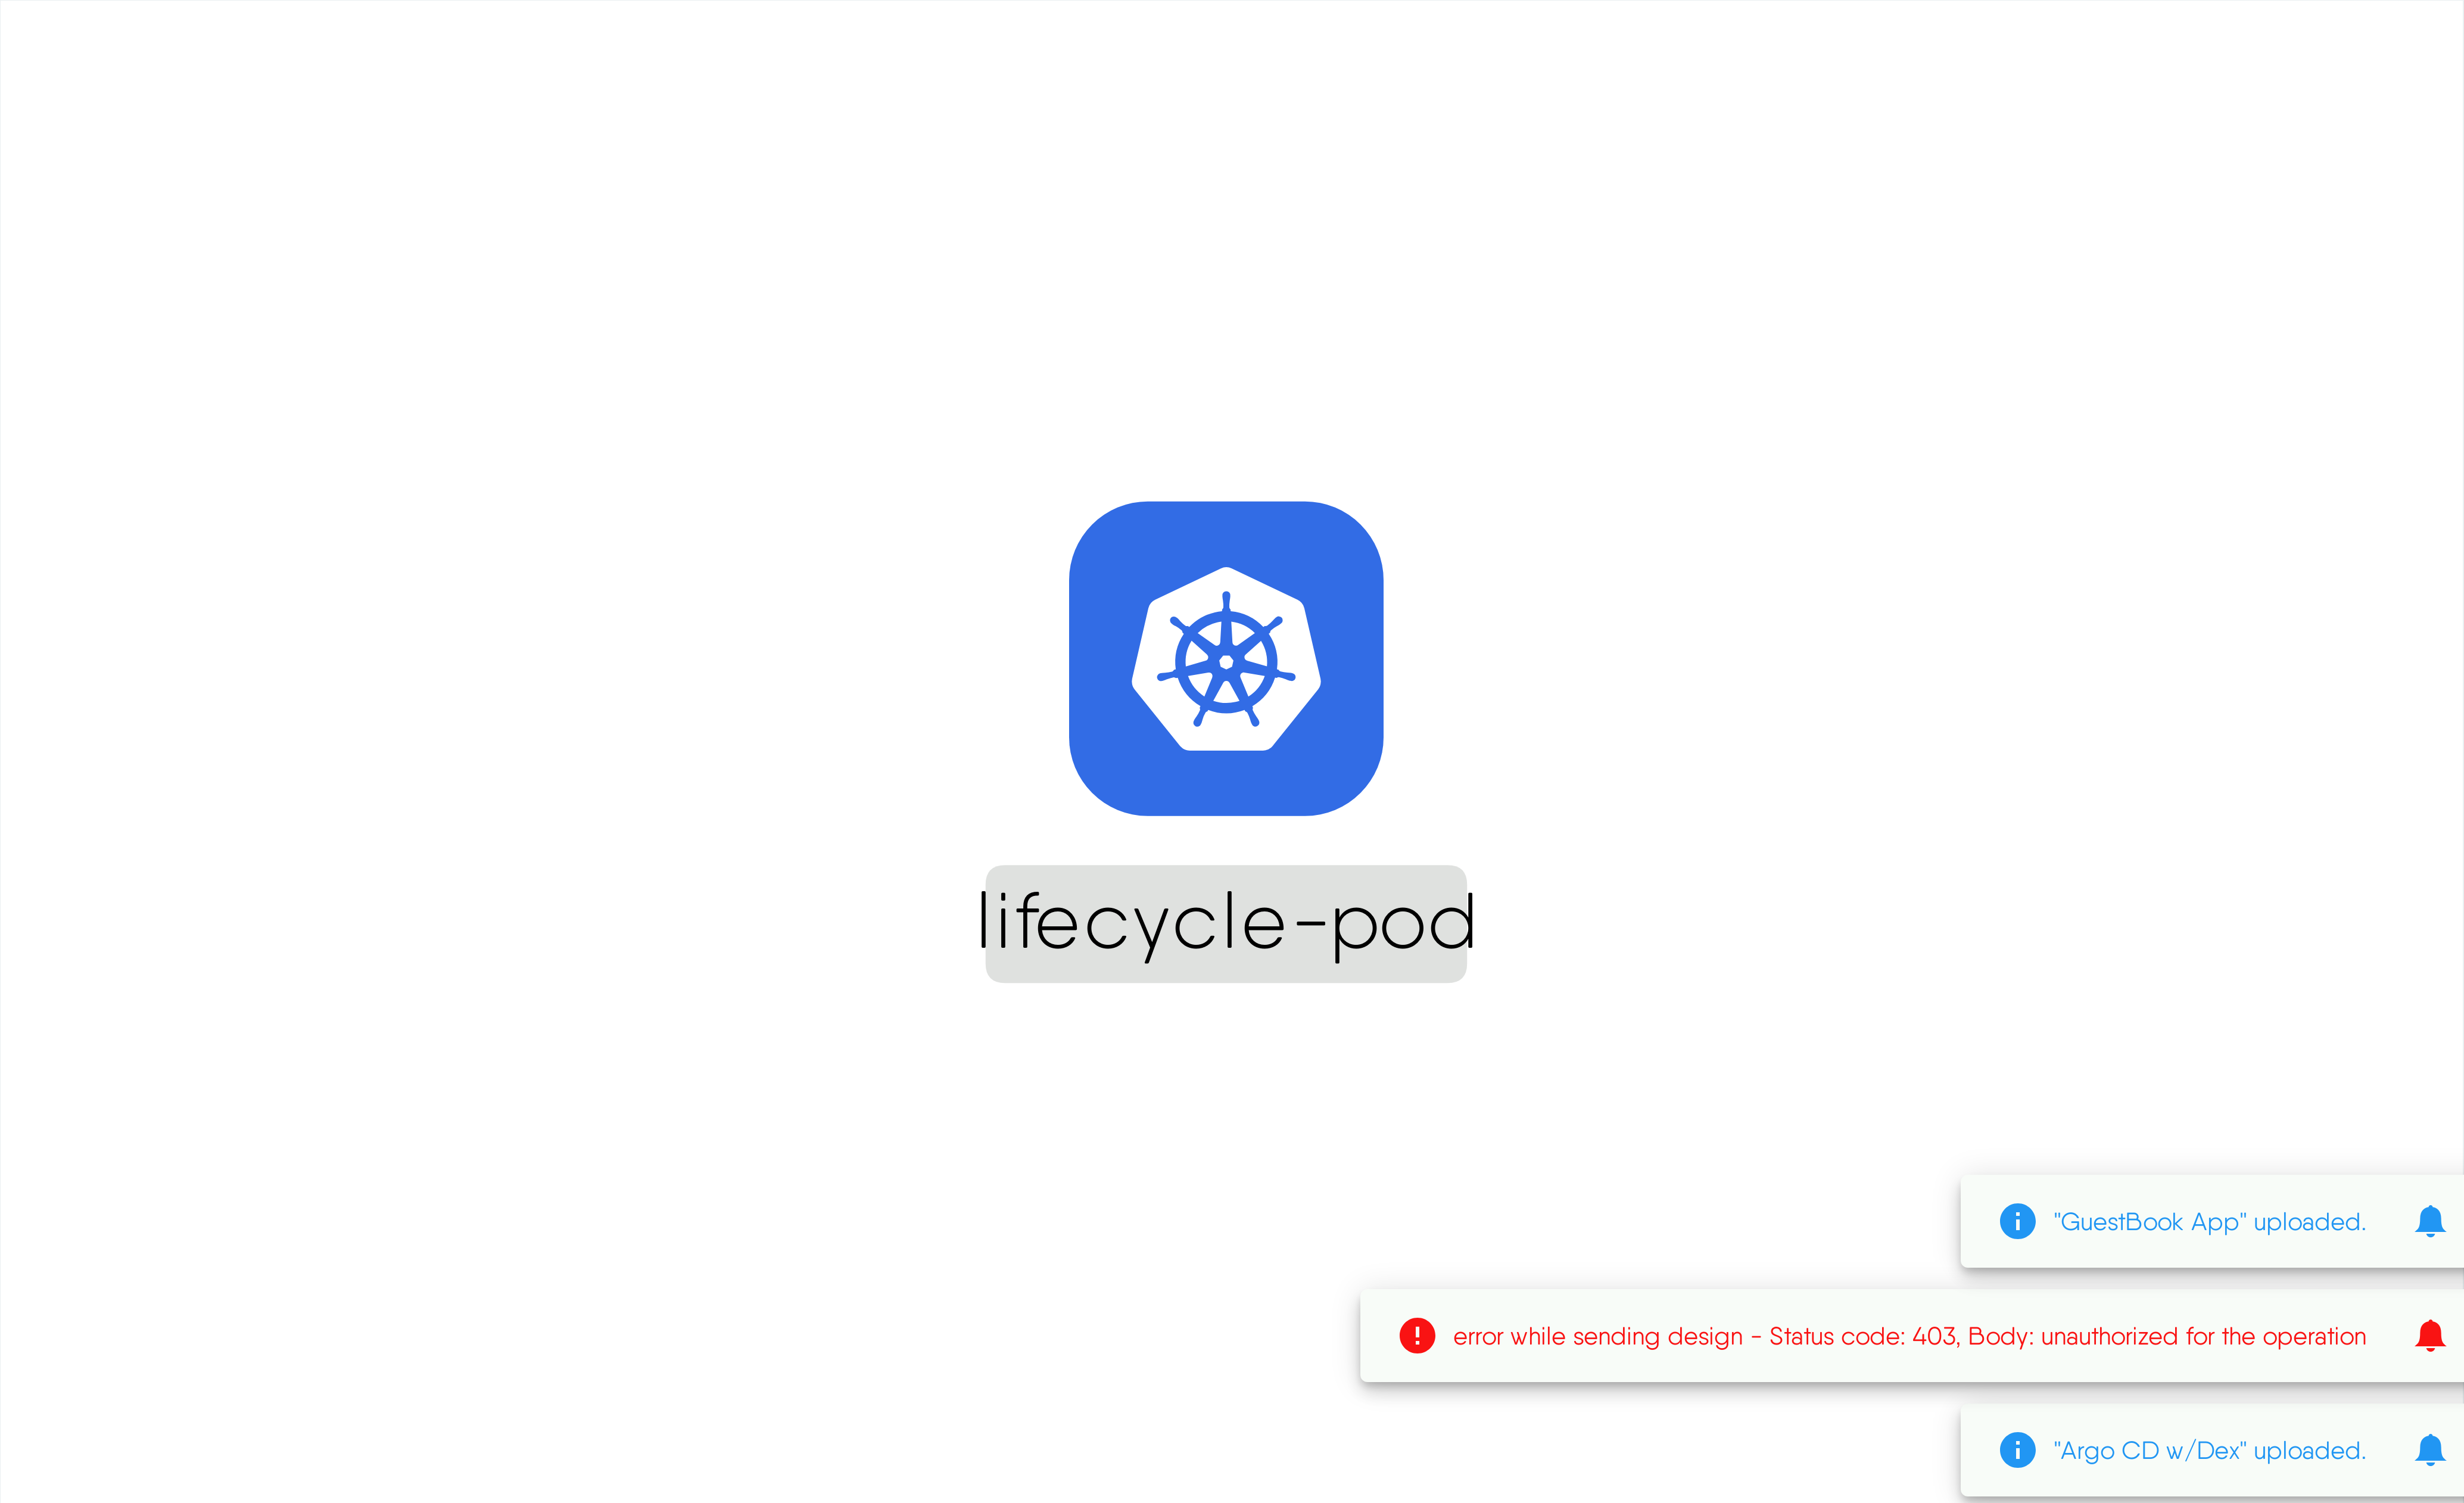 lifecycle-pod
"GuestBook App" uploaded.
error while sending design - Status code: 403, Body: unauthorized for the operation
"Argo CD w/Dex" uploaded.